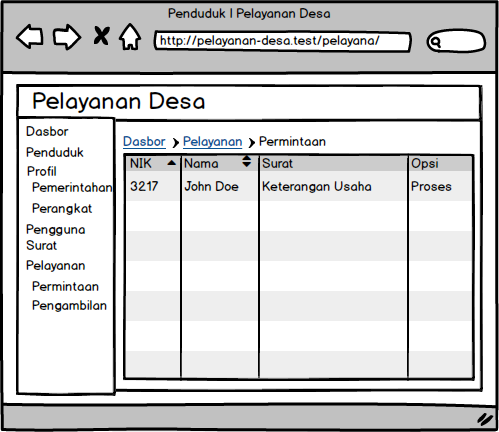 Penduduk | Pelayanan Desa
http://pelayanan-desa.test/pelayana/
Pelayanan Desa
Dasbor
Penduduk
Profil
Pemerintahan
Perangkat
Pengguna
Surat
Pelayanan
Permintaan
Pengambilan
Dasbor > Pelayanan > Permintaan
NIK Nama Surat Opsi
3217 John Doe Keterangan Usaha Proses